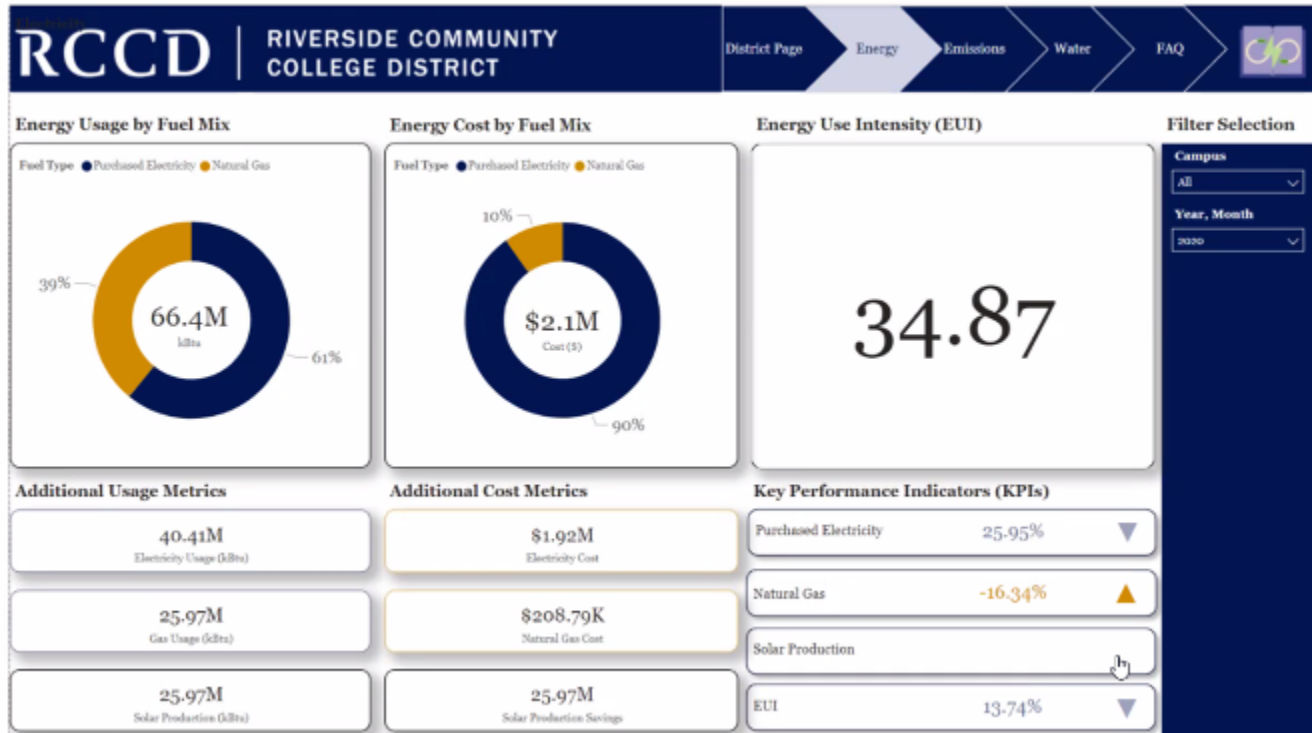 Electricity
RCCD
RIVERSIDE COMMUNITY
COLLEGE DISTRICT
District Page
Energy
Emissions
Water
FAQ
Energy Usage by Fuel Mix
Fuel Type Purchased Electricity Natural Gas
39%
66.4M
kBtu
61%
Energy Cost by Fuel Mix
Fuel Type Purchased Electricity Natural Gas
10%
$2.1M
Cost ($)
90%
Energy Use Intensity (EUI)
34.87
Filter Selection
Campus
All
Year, Month
2020
Additional Usage Metrics
40.41M
Electricity Usage (kBtu)
25.97M
Gas Usage (kBtu)
25.97M
Solar Production (kBtu)
Additional Cost Metrics
$1.92M
Electricity Cost
$208.79K
Natural Gas Cost
25.97M
Solar Production Savings
Key Performance Indicators (KPIs)
Purchased Electricity 25.95%
Natural Gas -16.34%
Solar Production
EUI 13.74%